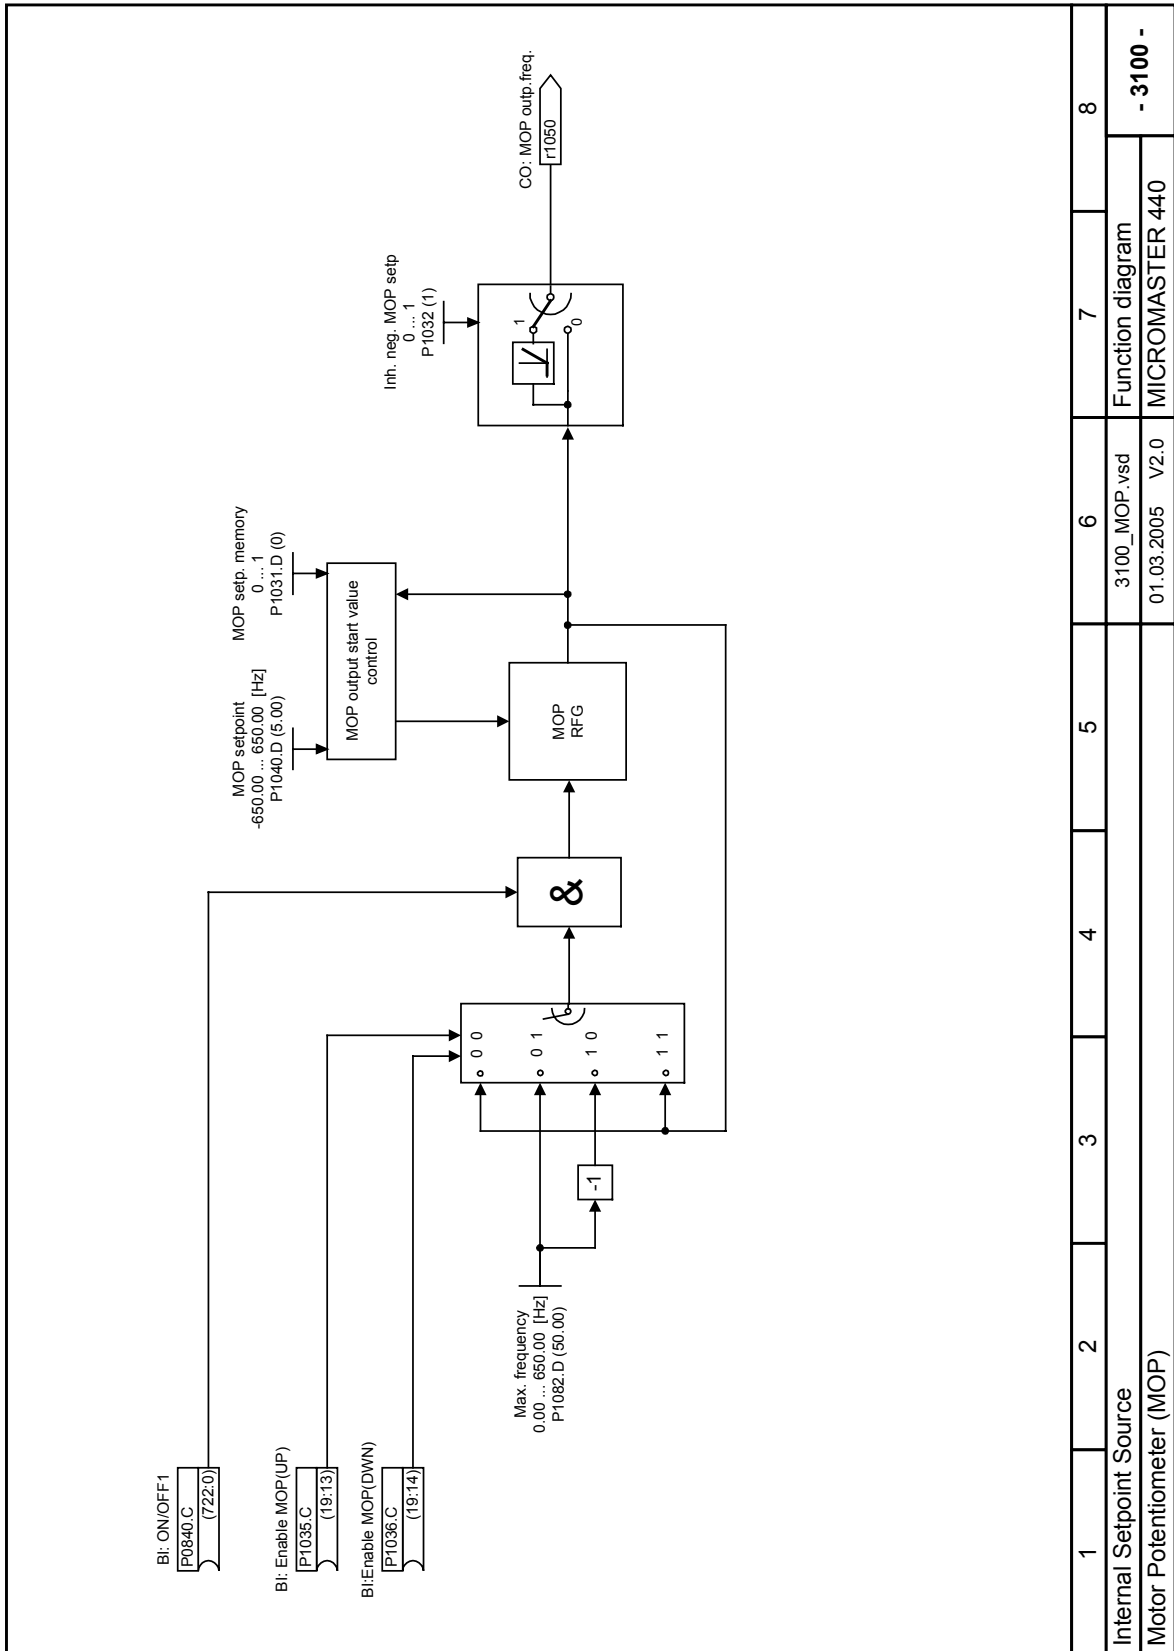 BI: ON/OFF1
P0840.C
(722:0)
BI: Enable MOP(UP)
P1035.C
(19:13)
BI:Enable MOP(DWN)
P1036.C
(19:14)
Max. frequency
0.00 ... 650.00 [Hz]
P1082.D (50.00)
-1
0 0
0 1
1 0
1 1
&
MOP setpoint
-650.00 ... 650.00 [Hz]
P1040.D (5.00)
MOP setp. memory
0 ... 1
P1031.D (0)
MOP output start value
control
MOP
RFG
Inh. neg. MOP setp
0 ... 1
P1032 (1)
1
0
CO: MOP outp.freq.
r1050
1 2 3 4 5 6 7 8
Internal Setpoint Source 3100_MOP.vsd Function diagram - 3100 -
Motor Potentiometer (MOP) 01.03.2005 V2.0 MICROMASTER 440